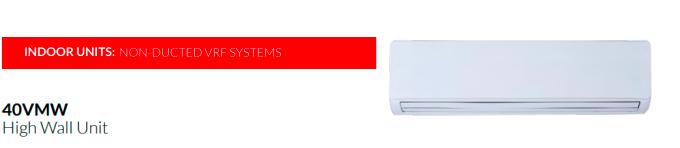 INDOOR UNITS: NON-DUCTED VRF SYSTEMS
40VMW
High Wall Unit